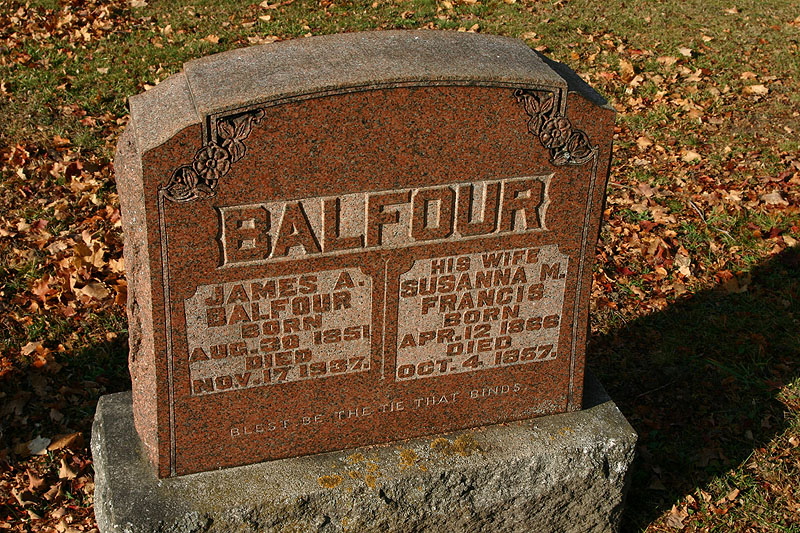 BALFOUR
JAMES A.
BALFOUR
BORN
AUG. 30 1851
DIED
NOV. 17 1937.
HIS WIFE
SUSANNA M.
FRANCIS
BORN
APR. 12 1866
DIED
OCT. 4. 1957.
BLEST BE THE TIE THAT BINDS.